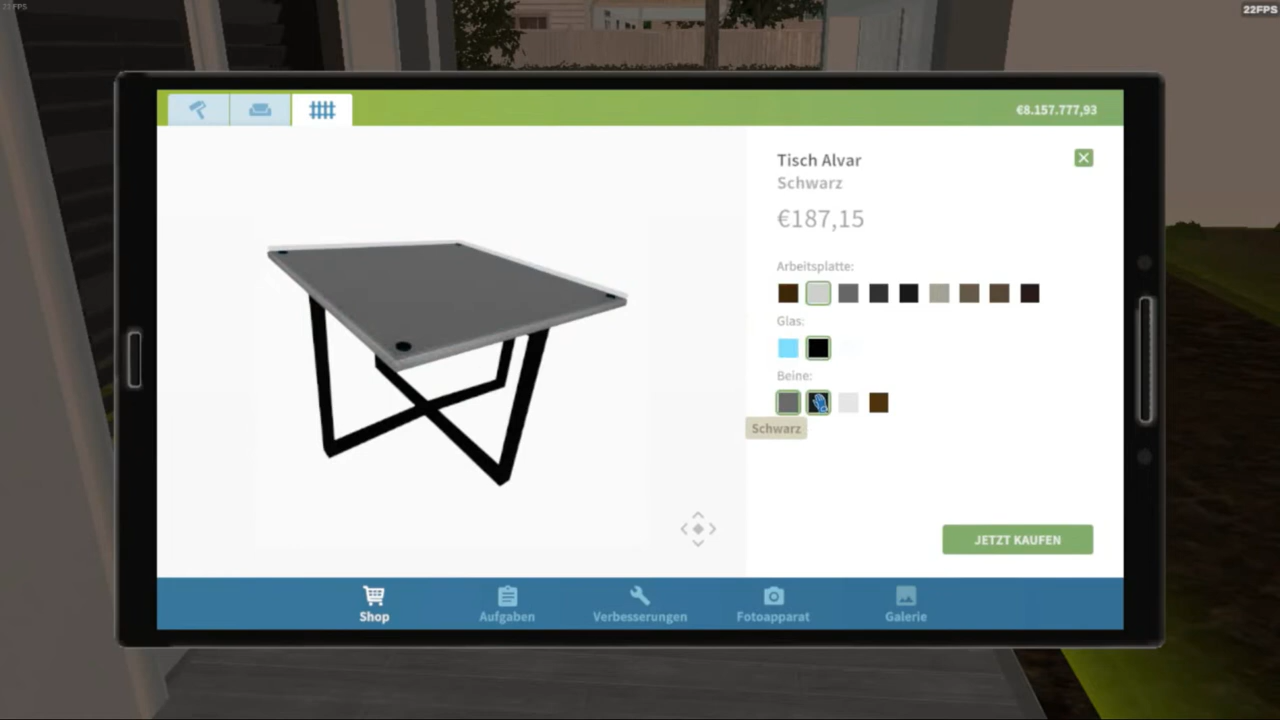 23FPS
22FPS
€8.157.777,93
Tisch Alvar
Schwarz
€187,15
Arbeitsplatte:
Glas:
Beine:
Schwarz
JETZT KAUFEN
Shop
Aufgaben
Verbesserungen
Fotoapparat
Galerie